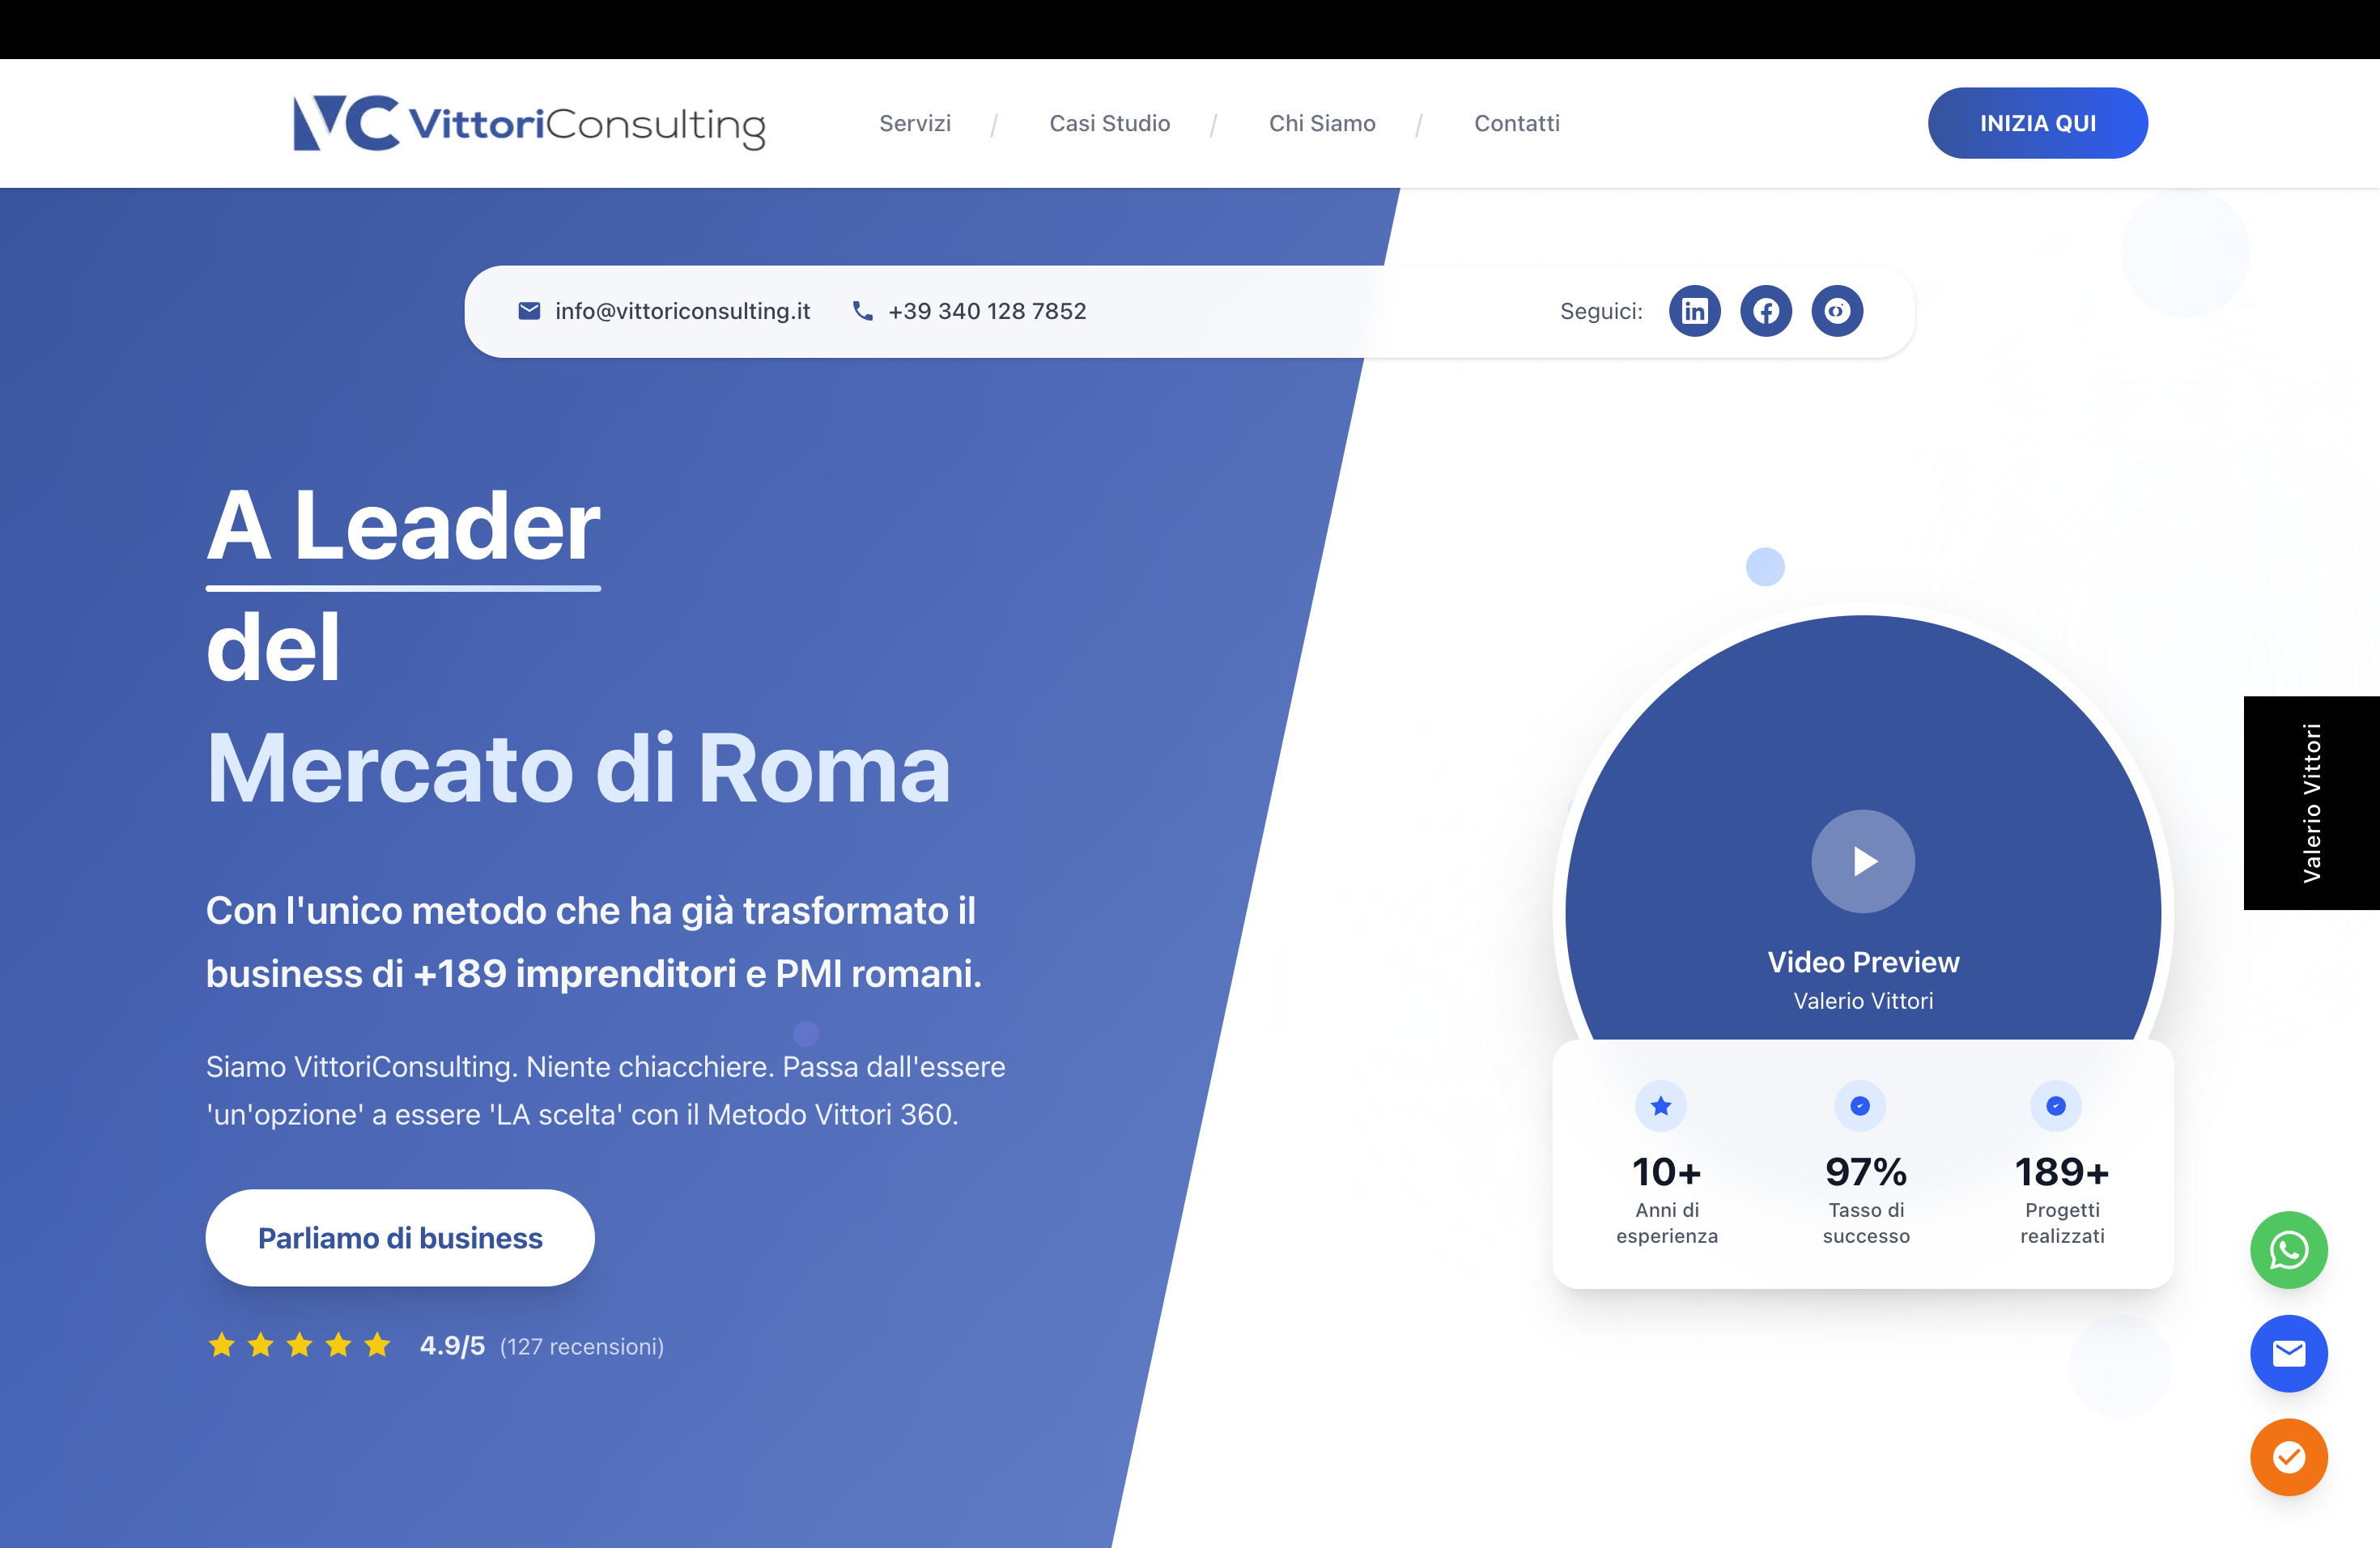 VC VittoriConsulting
Servizi / Casi Studio / Chi Siamo / Contatti
INIZIA QUI
info@vittoriconsulting.it +39 340 128 7852
Seguici:
A Leader
del
Mercato di Roma
Con l'unico metodo che ha già trasformato il
business di +189 imprenditori e PMI romani.
Siamo VittoriConsulting. Niente chiacchiere. Passa dall'essere
'un'opzione' a essere 'LA scelta' con il Metodo Vittori 360.
Parliamo di business
4.9/5 (127 recensioni)
Video Preview
Valerio Vittori
10+
Anni di
esperienza
97%
Tasso di
successo
189+
Progetti
realizzati
Valerio Vittori